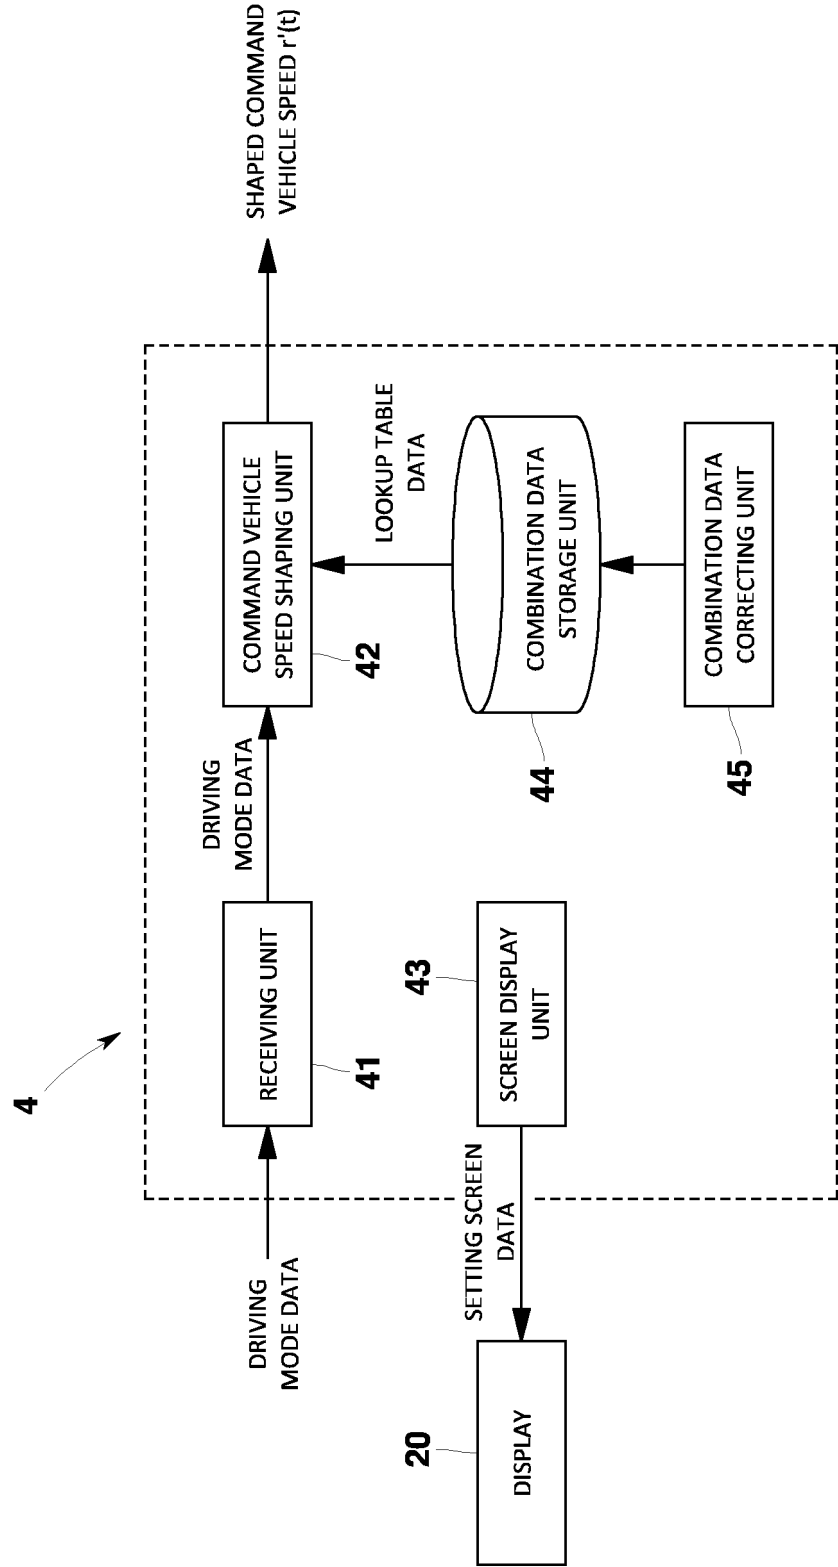 4
DRIVING
MODE DATA
RECEIVING UNIT
41
DRIVING
MODE DATA
COMMAND VEHICLE
SPEED SHAPING UNIT
42
SHAPED COMMAND
VEHICLE SPEED r'(t)
LOOKUP TABLE
DATA
DISPLAY
20
SETTING SCREEN
DATA
SCREEN DISPLAY
UNIT
43
COMBINATION DATA
STORAGE UNIT
44
COMBINATION DATA
CORRECTING UNIT
45